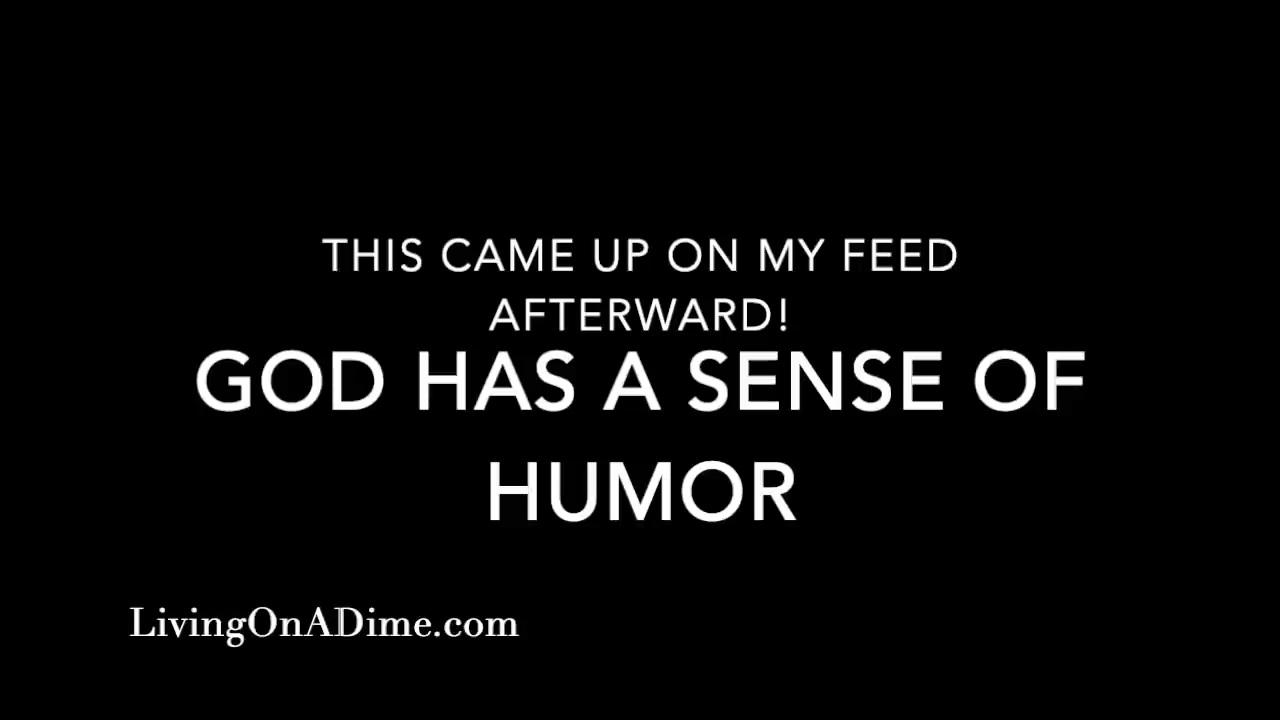 THIS CAME UP ON MY FEED
AFTERWARD!
GOD HAS A SENSE OF
HUMOR
LivingOnADime.com